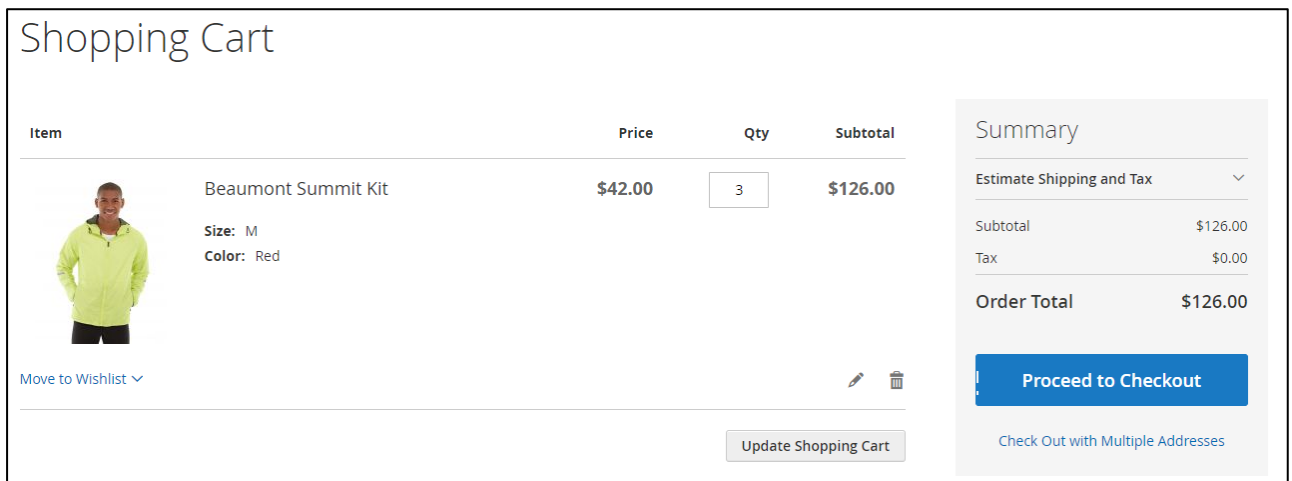 Shopping Cart
Item Price Qty Subtotal
Beaumont Summit Kit $42.00 3 $126.00
Size: M
Color: Red
Move to Wishlist
Update Shopping Cart
Summary
Estimate Shipping and Tax
Subtotal $126.00
Tax $0.00
Order Total $126.00
Proceed to Checkout
Check Out with Multiple Addresses